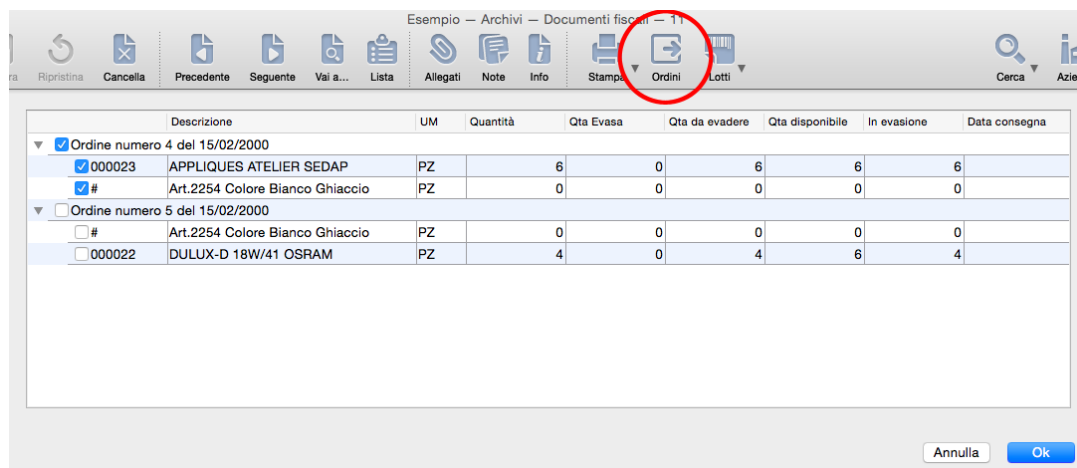 Esempio — Archivi — Documenti fiscali — 11
ra Ripristina Cancella Precedente Seguente Vai a... Lista Allegati Note Info Stampa Ordini Lotti Cerca Azie
Descrizione UM Quantità Qta Evasa Qta da evadere Qta disponibile In evasione Data consegna
Ordine numero 4 del 15/02/2000
000023 APPLIQUES ATELIER SEDAP PZ 6 0 6 6 6
# Art.2254 Colore Bianco Ghiaccio PZ 0 0 0 0 0
Ordine numero 5 del 15/02/2000
# Art.2254 Colore Bianco Ghiaccio PZ 0 0 0 0 0
000022 DULUX-D 18W/41 OSRAM PZ 4 0 4 6 4
Annulla Ok